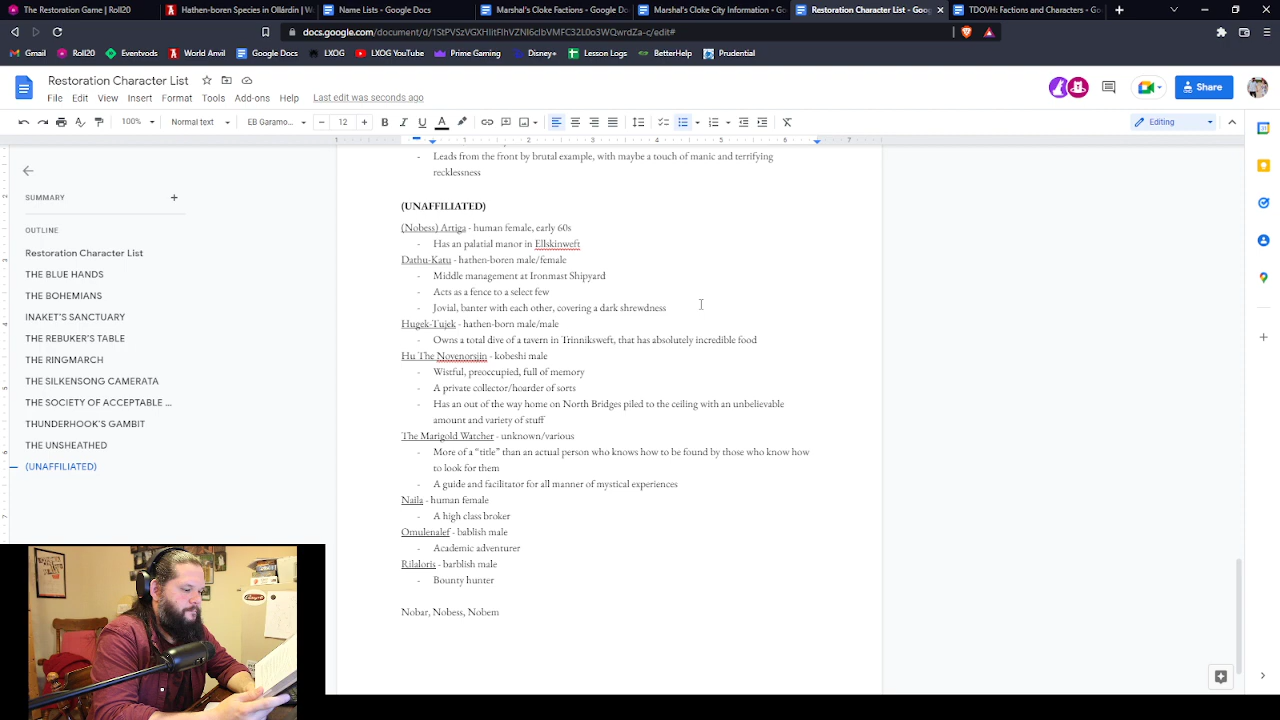 The Restoration Game | Roll20
Hathen-boren Species in Ollárdin | W
Name Lists - Google Docs
Marshal's Cloke Factions - Google Do
Marshal's Cloke City Information - Go
Restoration Character List - Goog
TDOVH: Factions and Characters - Go
Gmail
Roll20
Eventods
World Anvil
Google Docs
LXOG
LXOG YouTube
Gaming
Disney+
Lesson Logs
BetterHelp
Prudential
Restoration Character List
File Edit View Insert Format Tools Add-ons Help Last edit was seconds ago
Share
100% Normal text EB Garamo... 12 B I U A
Editing
1 1 2 3 4 5 6 7
SUMMARY
OUTLINE
Restoration Character List
THE BLUE HANDS
THE BOHEMIANS
INAKET'S SANCTUARY
THE REBUKER'S TABLE
THE RINGMARCH
THE SILKENSONG CAMERATA
THE SOCIETY OF ACCEPTABLE ...
THUNDERHOOK'S GAMBIT
THE UNSHEATHED
(UNAFFILIATED)
- Leads from the front by brutal example, with maybe a touch of manic and terrifying
recklessness
(UNAFFILIATED)
(Nobess) Artiga - human female, early 60s
- Has an palatial manor in Ellskinweft
Dathu-Katu - hathen-boren male/female
- Middle management at Ironmast Shipyard
- Acts as a fence to a select few
- Jovial, banter with each other, covering a dark shrewdness
Hugek-Tujek - hathen-born male/male
- Owns a total dive of a tavern in Trinniksweft, that has absolutely incredible food
Hu The Novenorsjin - kobeshi male
- Wistful, preoccupied, full of memory
- A private collector/hoarder of sorts
- Has an out of the way home on North Bridges piled to the ceiling with an unbelievable
amount and variety of stuff
The Marigold Watcher - unknown/various
- More of a “title” than an actual person who knows how to be found by those who know how
to look for them
- A guide and facilitator for all manner of mystical experiences
Naila - human female
- A high class broker
Omulenalef - bablish male
- Academic adventurer
Rilaloris - barblish male
- Bounty hunter
Nobar, Nobess, Nobem